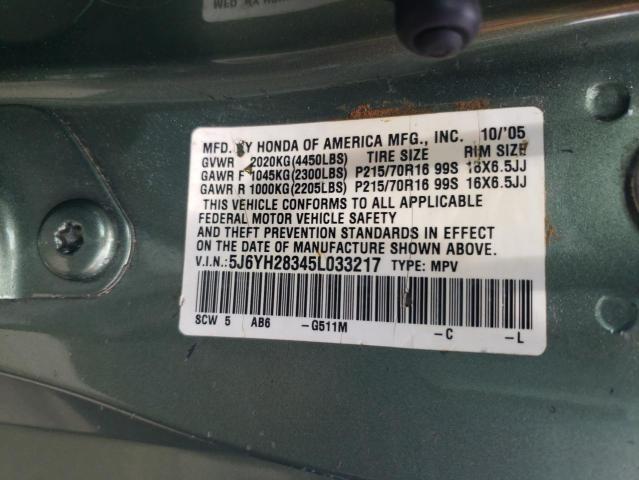 MFD. BY HONDA OF AMERICA MFG., INC. 10/'05
GVWR 2020KG(4450LBS) TIRE SIZE RIM SIZE
GAWR F 1045KG(2300LBS) P215/70R16 99S 16X6.5JJ
GAWR R 1000KG(2205LBS) P215/70R16 99S 16X6.5JJ
THIS VEHICLE CONFORMS TO ALL APPLICABLE
FEDERAL MOTOR VEHICLE SAFETY
AND THEFT PREVENTION STANDARDS IN EFFECT
ON THE DATE OF MANUFACTURE SHOWN ABOVE.
V.I.N.: 5J6YH28345L033217 TYPE: MPV
SCW 5 AB6 -G511M -C -L